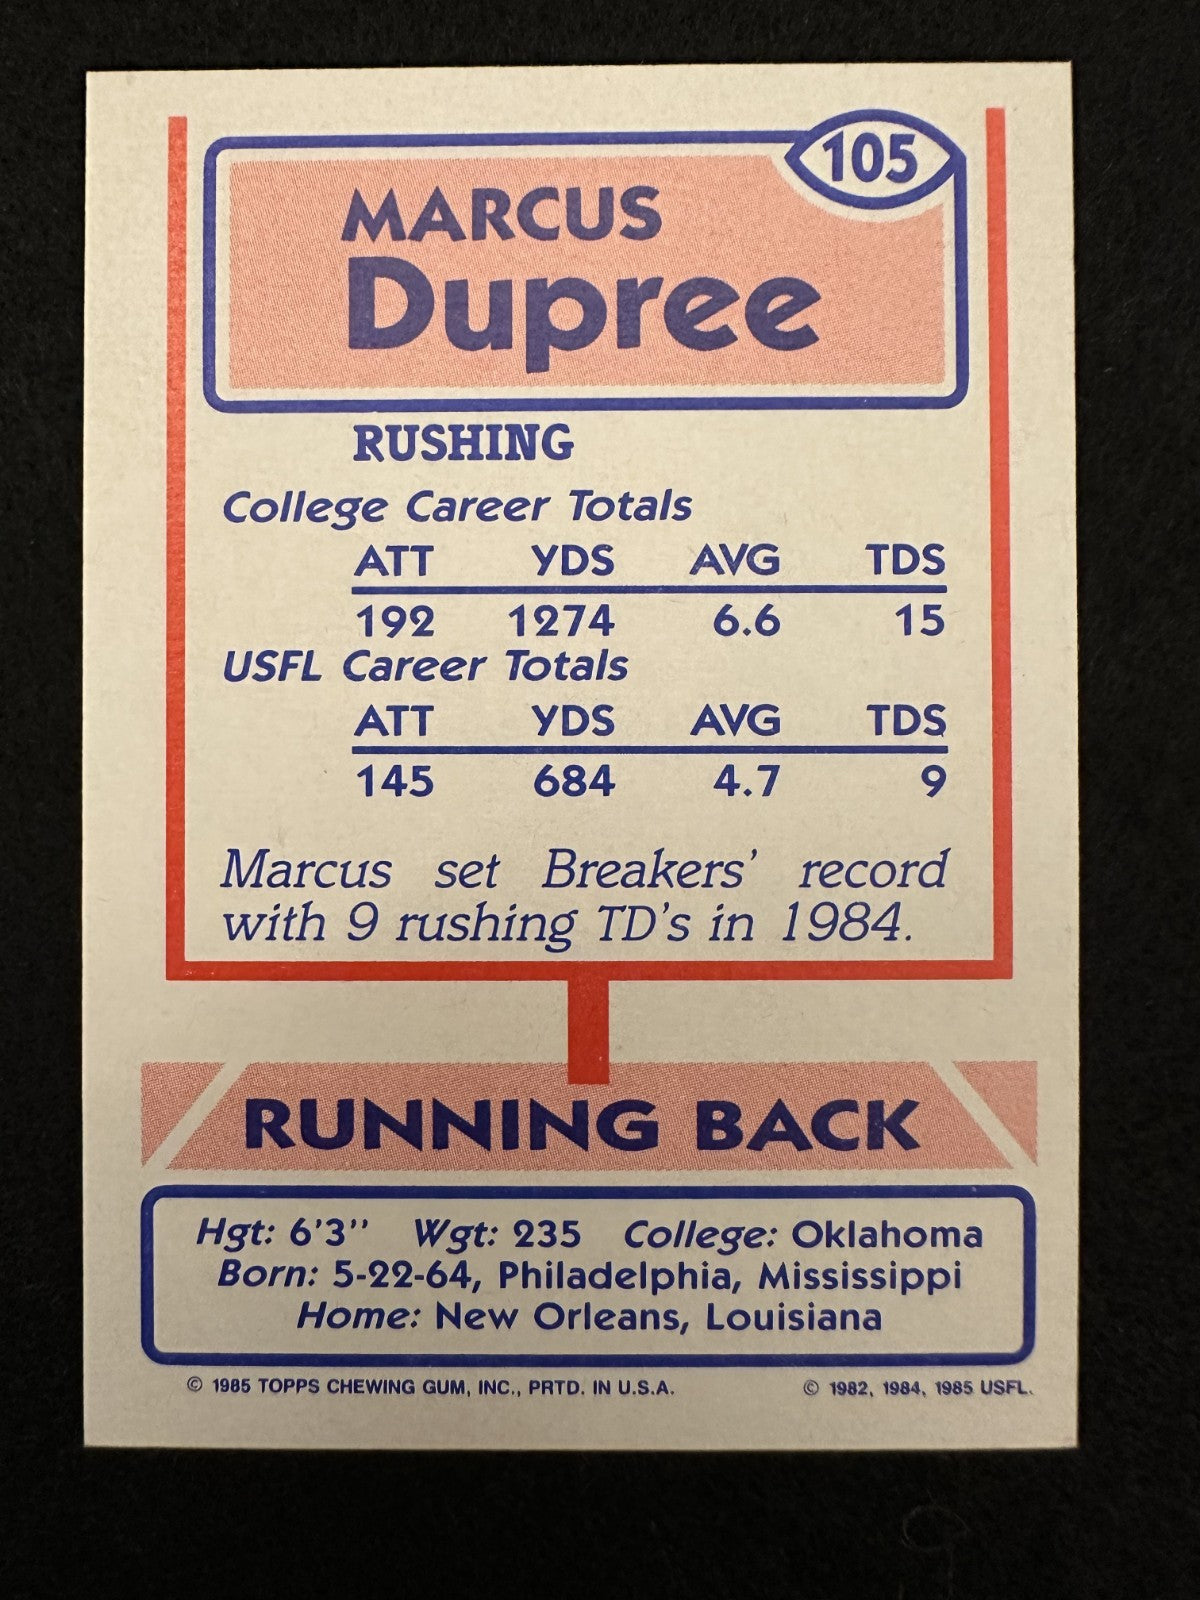 105
MARCUS
Dupree
RUSHING
College Career Totals
ATT YDS AVG TDS
192 1274 6.6 15
USFL Career Totals
ATT YDS AVG TDS
145 684 4.7 9
Marcus set Breakers' record
with 9 rushing TD's in 1984.
RUNNING BACK
Hgt: 6'3'' Wgt: 235 College: Oklahoma
Born: 5-22-64, Philadelphia, Mississippi
Home: New Orleans, Louisiana
© 1985 TOPPS CHEWING GUM, INC., PRTD. IN U.S.A. © 1982, 1984, 1985 USFL.